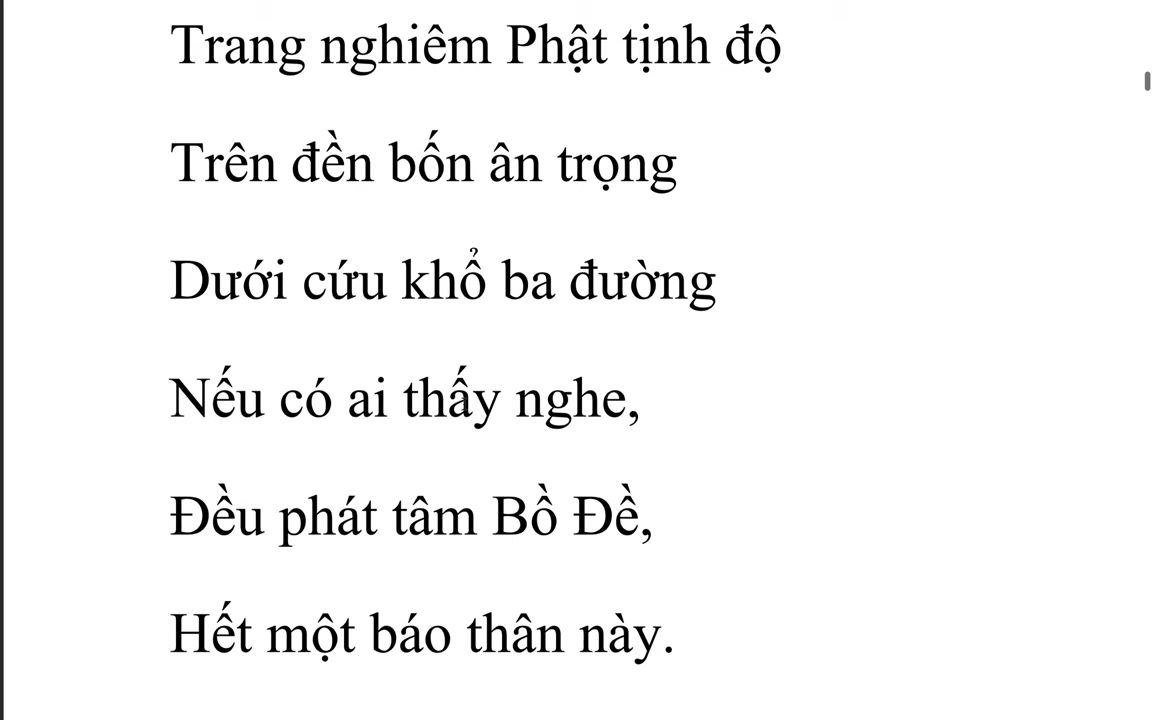 Trang nghiêm Phật tịnh độ
Trên đền bốn ân trọng
Dưới cứu khổ ba đường
Nếu có ai thấy nghe,
Đều phát tâm Bồ Đề,
Hết một báo thân này.